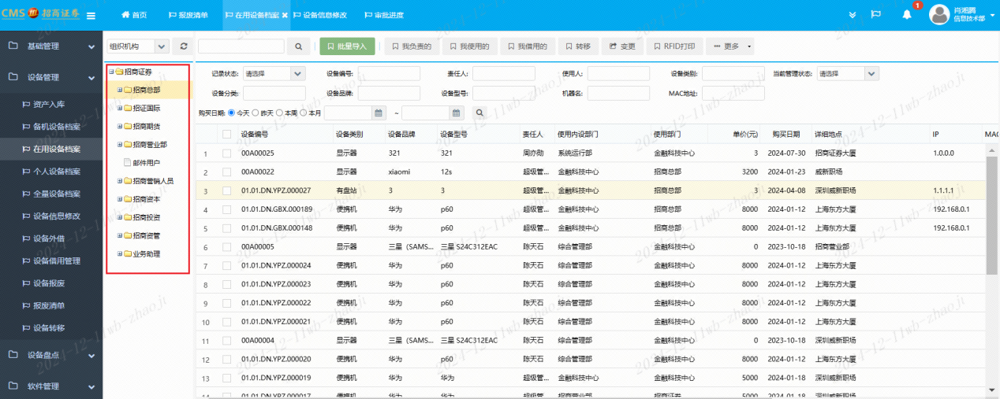 CMS 招商证券 首页 报废清单 在用设备档案 设备信息修改 审批进度 1 肖湘腾 信息技术部
基础管理
设备管理
资产入库
备机设备档案
在用设备档案
个人设备档案
全量设备档案
设备信息修改
设备外借
设备借用管理
设备报废
报废清单
设备转移
设备盘点
软件管理
组织机构 批量导入 我负责的 我使用的 我借用的 转移 变更 RFID打印 更多
招商证券
招商总部
招证国际
招商期货
招商营业部
邮件用户
招商营销人员
招商资本
招商投资
招商资管
业务助理
记录状态: 请选择 设备编号: 责任人: 使用人: 设备类别: 当前管理状态: 请选择
设备分类: 设备品牌: 设备型号: 机器名: MAC地址:
购买日期: 今天 昨天 本周 本月 ~
设备编号 设备类别 设备品牌 设备型号 责任人 使用内设部门 使用部门 单价(元) 购买日期 详细地点 IP MAC
1 00A00025 显示器 321 321 周亦勋 系统运行部 金融科技中心 3 2024-07-30 招商证券大厦 1.0.0.0
2 00A00022 显示器 xiaomi 12s 超级管... 金融科技中心 招商总部 3200 2024-01-23 威新职场
3 01.01.DN.YPZ.000027 有盘站 3 3 超级管... 金融科技中心 招商总部 3 2024-04-08 深圳威新职场 1.1.1.1
4 01.01.DN.GBX.000189 便携机 华为 p60 超级管... 金融科技中心 招商总部 8000 2024-01-12 上海东方大厦 192.168.0.1
5 01.01.DN.GBX.000148 便携机 华为 p60 超级管... 金融科技中心 招商总部 8000 2024-01-12 上海东方大厦 192.168.0.1
6 00A00005 显示器 三星（SAMS... 三星 S24C312EAC 陈天石 综合管理部 金融科技中心 0 2023-10-18 招商营业部
7 01.01.DN.YPZ.000024 便携机 华为 p60 陈天石 综合管理部 金融科技中心 8000 2024-01-12 上海东方大厦
8 01.01.DN.YPZ.000023 便携机 华为 p60 陈天石 综合管理部 金融科技中心 8000 2024-01-12 上海东方大厦
9 01.01.DN.YPZ.000022 便携机 华为 p60 陈天石 综合管理部 金融科技中心 8000 2024-01-12 上海东方大厦
10 01.01.DN.YPZ.000021 便携机 华为 p60 陈天石 综合管理部 金融科技中心 8000 2024-01-12 上海东方大厦
11 00A00004 显示器 三星（SAMS... 三星 S24C312EAC 陈天石 综合管理部 金融科技中心 0 2023-10-18 深圳威新职场
12 01.01.DN.YPZ.000020 便携机 华为 p60 陈天石 综合管理部 金融科技中心 8000 2024-01-12 上海东方大厦
13 01.01.DN.YPZ.000019 便携机 华为 华为 超级管... 金融科技中心 金融科技中心 5000 2024-01-18 深圳威新职场
14 01.01.DN.YPZ.000017 便携机 华为 华为 超级管... 招商营业部 招商证券 5000 2024-01-18 深圳威新职场